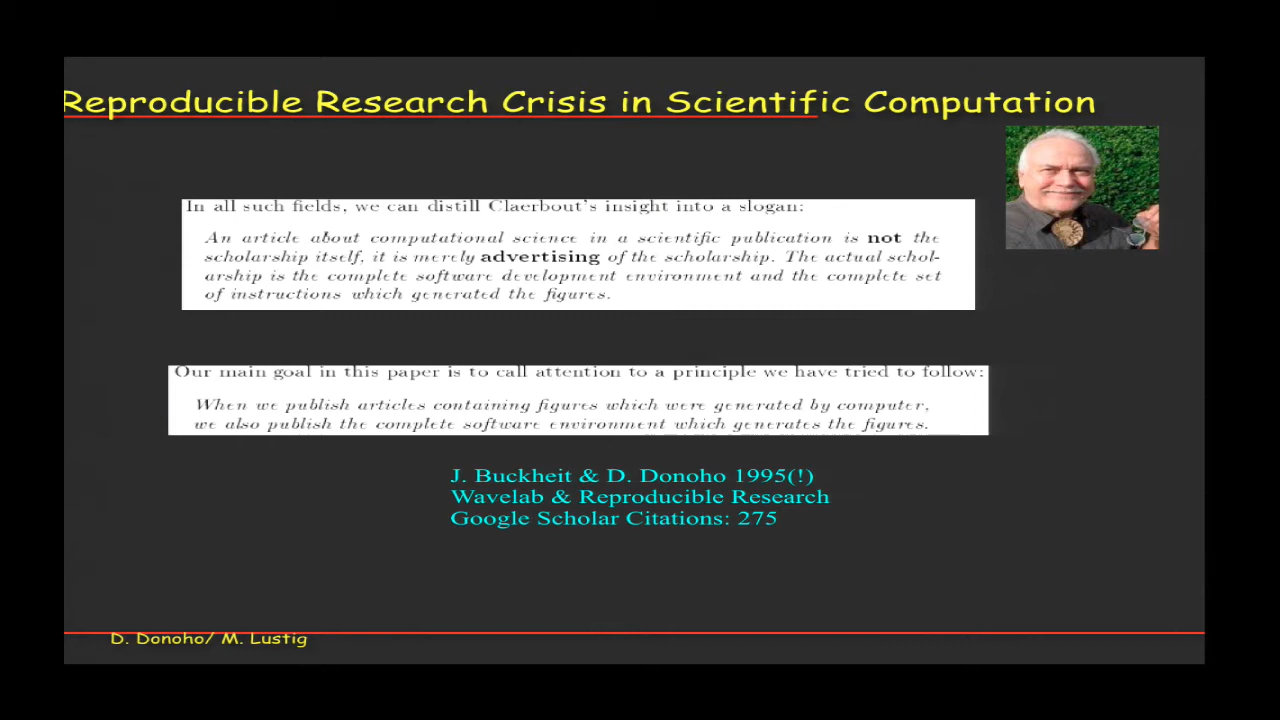 Reproducible Research Crisis in Scientific Computation
In all such fields, we can distill Claerbout's insight into a slogan:
An article about computational science in a scientific publication is not the
scholarship itself, it is merely advertising of the scholarship. The actual schol-
arship is the complete software development environment and the complete set
of instructions which generated the figures.
Our main goal in this paper is to call attention to a principle we have tried to follow:
When we publish articles containing figures which were generated by computer,
we also publish the complete software environment which generates the figures.
J. Buckheit & D. Donoho 1995(!)
Wavelab & Reproducible Research
Google Scholar Citations: 275
D. Donoho/ M. Lustig